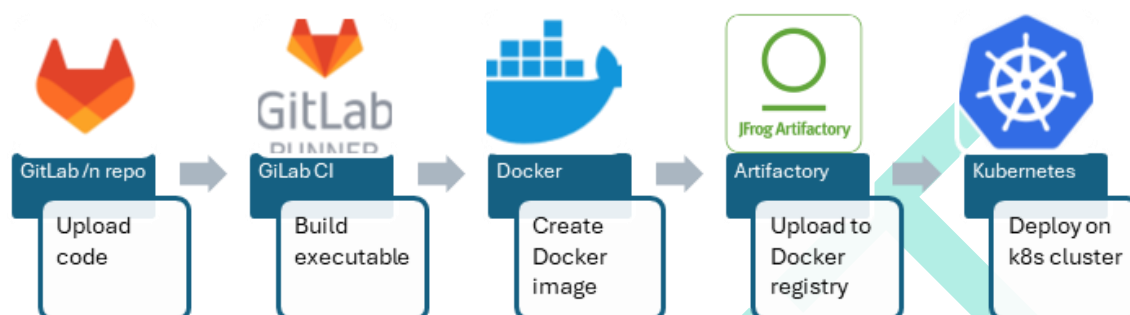 GitLab
RUNNER
JFrog Artifactory
GitLab /n repo
GiLab CI
Docker
Artifactory
Kubernetes
Upload
code
Build
executable
Create
Docker
image
Upload to
Docker
registry
Deploy on
k8s cluster